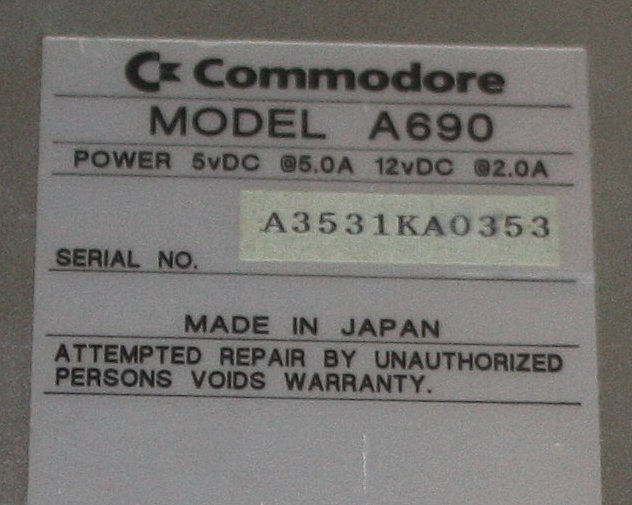 Commodore
MODEL A690
POWER 5vDC @5.0A 12vDC @2.0A
A3531KA0353
SERIAL NO.
MADE IN JAPAN
ATTEMPTED REPAIR BY UNAUTHORIZED
PERSONS VOIDS WARRANTY.